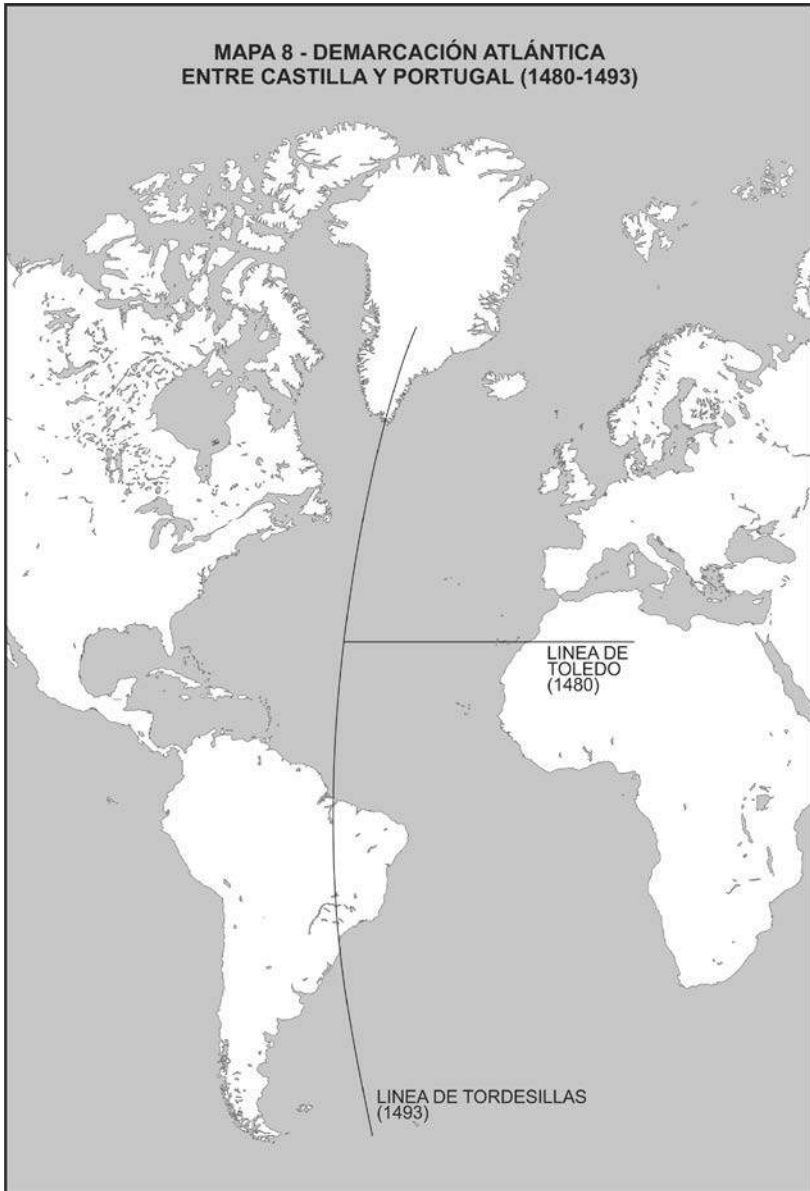 MAPA 8 - DEMARCACIÓN ATLÁNTICA
ENTRE CASTILLA Y PORTUGAL (1480-1493)
LINEA DE
TOLEDO
(1480)
LINEA DE TORDESILLAS
(1493)